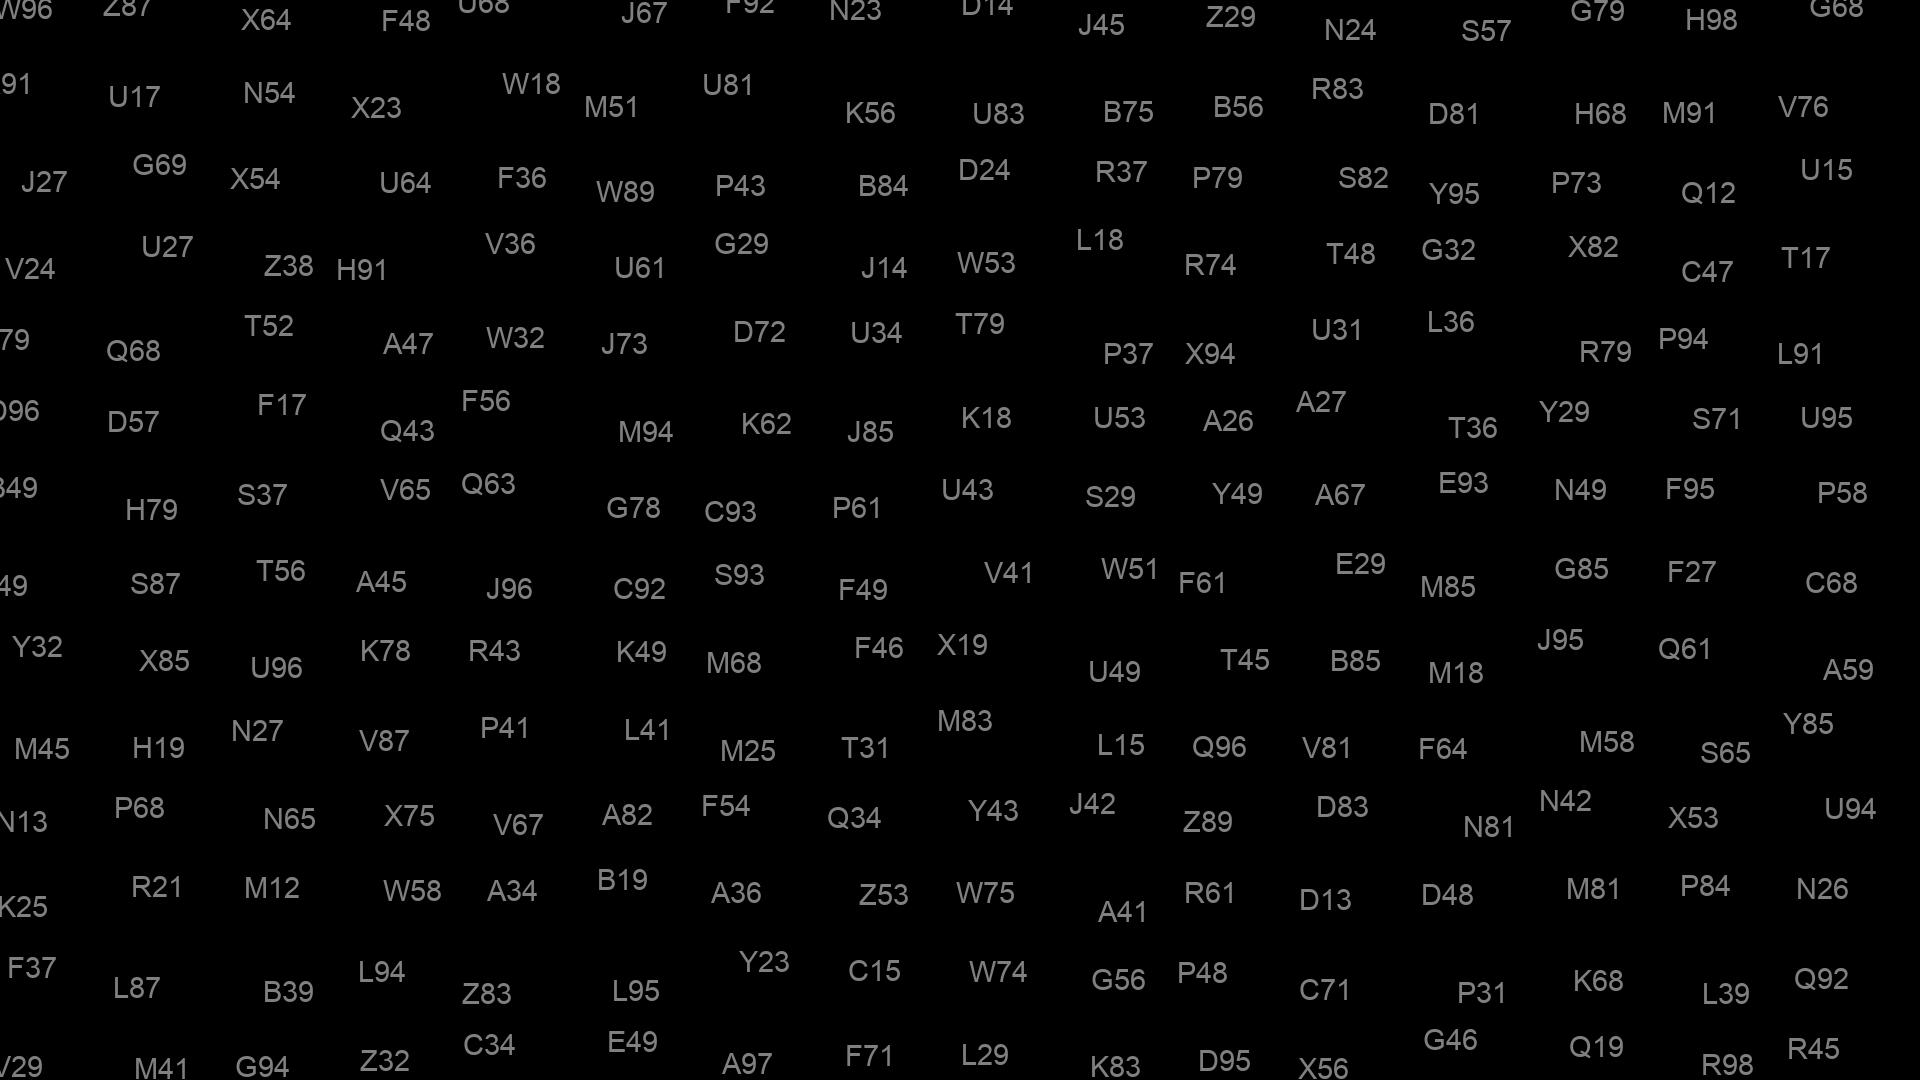 W96 Z87 X64 F48 U68 J67 F92 N23 D14 J45 Z29 N24 S57 G79 H98 G68
91 U17 N54 X23 W18 M51 U81 K56 U83 B75 B56 R83 D81 H68 M91 V76
J27 G69 X54 U64 F36 W89 P43 B84 D24 R37 P79 S82 Y95 P73 Q12 U15
V24 U27 Z38 H91 V36 U61 G29 J14 W53 L18 R74 T48 G32 X82 C47 T17
79 Q68 T52 A47 W32 J73 D72 U34 T79 P37 X94 U31 L36 R79 P94 L91
96 D57 F17 Q43 F56 M94 K62 J85 K18 U53 A26 A27 T36 Y29 S71 U95
49 H79 S37 V65 Q63 G78 C93 P61 U43 S29 Y49 A67 E93 N49 F95 P58
49 S87 T56 A45 J96 C92 S93 F49 V41 W51 F61 E29 M85 G85 F27 C68
Y32 X85 U96 K78 R43 K49 M68 F46 X19 U49 T45 B85 M18 J95 Q61 A59
M45 H19 N27 V87 P41 L41 M25 T31 M83 L15 Q96 V81 F64 M58 S65 Y85
N13 P68 N65 X75 V67 A82 F54 Q34 Y43 J42 Z89 D83 N81 N42 X53 U94
K25 R21 M12 W58 A34 B19 A36 Z53 W75 A41 R61 D13 D48 M81 P84 N26
F37 L87 B39 L94 Z83 L95 Y23 C15 W74 G56 P48 C71 P31 K68 L39 Q92
V29 M41 G94 Z32 C34 E49 A97 F71 L29 K83 D95 X56 G46 Q19 R98 R45